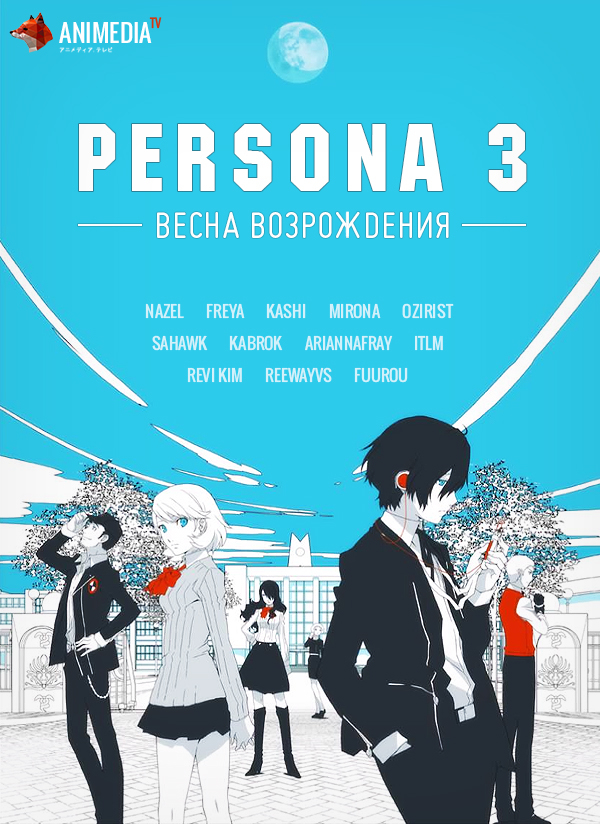 ANIMEDIA TV
アニメディア.テレビ
PERSONA 3
ВЕСНА ВОЗРОЖДЕНИЯ
NAZEL FREYA KASHI MIRONA OZIRIST
SAHAWK KABROK ARIANNAFRAY ITLM
REVI KIM REEWAYVS FUUROU